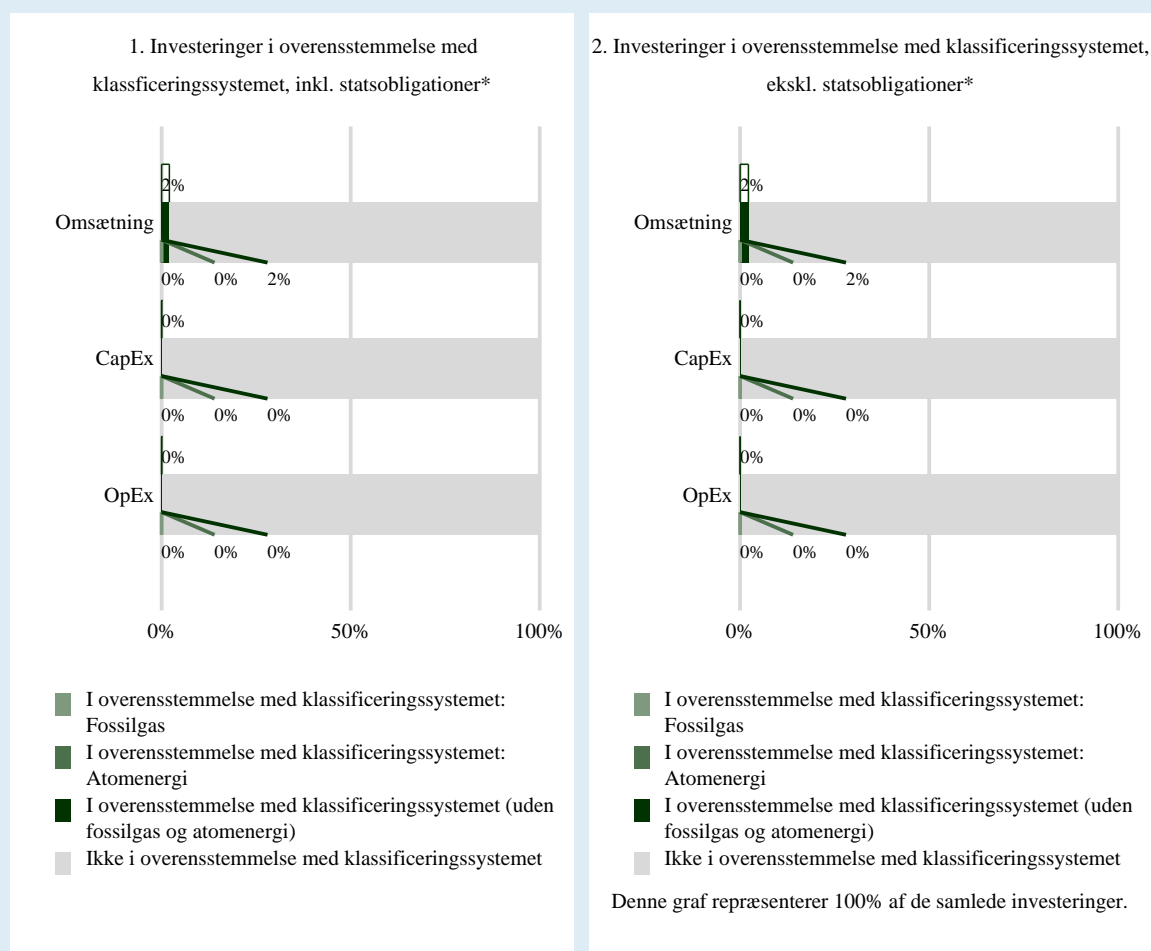 1. Investeringer i overensstemmelse med
klassficeringssystemet, inkl. statsobligationer*
2%
Omsætning
0% 0% 2%
0%
CapEx
0% 0% 0%
0%
OpEx
0% 0% 0%
0% 50% 100%
I overensstemmelse med klassificeringssystemet:
Fossilgas
I overensstemmelse med klassificeringssystemet:
Atomenergi
I overensstemmelse med klassificeringssystemet (uden
fossilgas og atomenergi)
Ikke i overensstemmelse med klassificeringssystemet
2. Investeringer i overensstemmelse med klassificeringssystemet,
ekskl. statsobligationer*
2%
Omsætning
0% 0% 2%
0%
CapEx
0% 0% 0%
0%
OpEx
0% 0% 0%
0% 50% 100%
I overensstemmelse med klassificeringssystemet:
Fossilgas
I overensstemmelse med klassificeringssystemet:
Atomenergi
I overensstemmelse med klassificeringssystemet (uden
fossilgas og atomenergi)
Ikke i overensstemmelse med klassificeringssystemet
Denne graf repræsenterer 100% af de samlede investeringer.